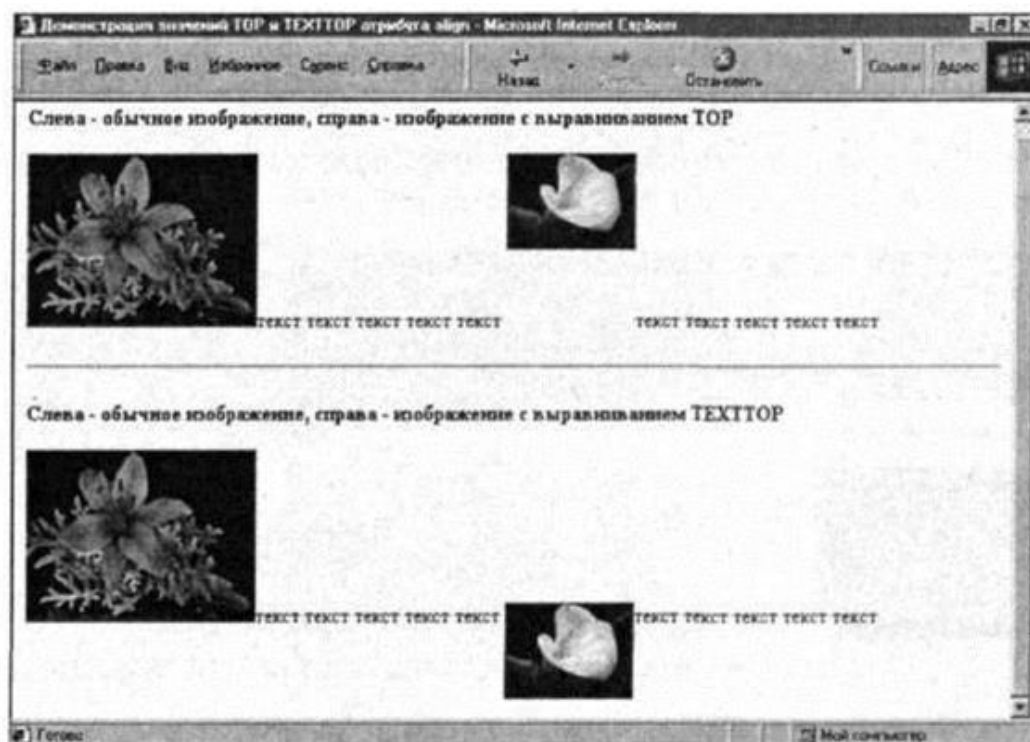 Демонстрация значений TOP и TEXTTOP атрибута align - Microsoft Internet Explorer
Файл Правка Вид Избранное Сервис Справка Назад Остановить Ссылки Адрес
Слева - обычное изображение, справа - изображение с выравниванием TOP
текст текст текст текст текст текст текст текст текст текст
Слева - обычное изображение, справа - изображение с выравниванием TEXTTOP
текст текст текст текст текст текст текст текст текст текст
Готово Мой компьютер